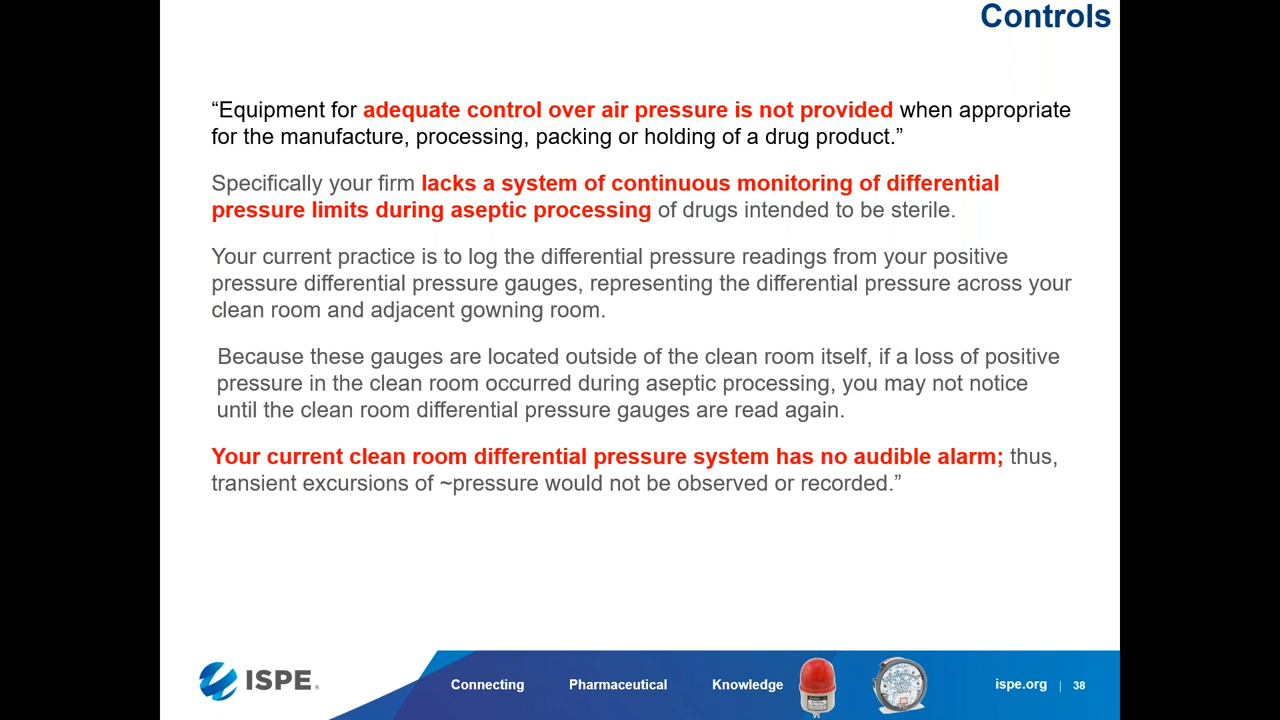 Controls
“Equipment for adequate control over air pressure is not provided when appropriate
for the manufacture, processing, packing or holding of a drug product.”
Specifically your firm lacks a system of continuous monitoring of differential
pressure limits during aseptic processing of drugs intended to be sterile.
Your current practice is to log the differential pressure readings from your positive
pressure differential pressure gauges, representing the differential pressure across your
clean room and adjacent gowning room.
Because these gauges are located outside of the clean room itself, if a loss of positive
pressure in the clean room occurred during aseptic processing, you may not notice
until the clean room differential pressure gauges are read again.
Your current clean room differential pressure system has no audible alarm; thus,
transient excursions of ~pressure would not be observed or recorded.”
ISPE®
Connecting Pharmaceutical Knowledge
ispe.org | 38